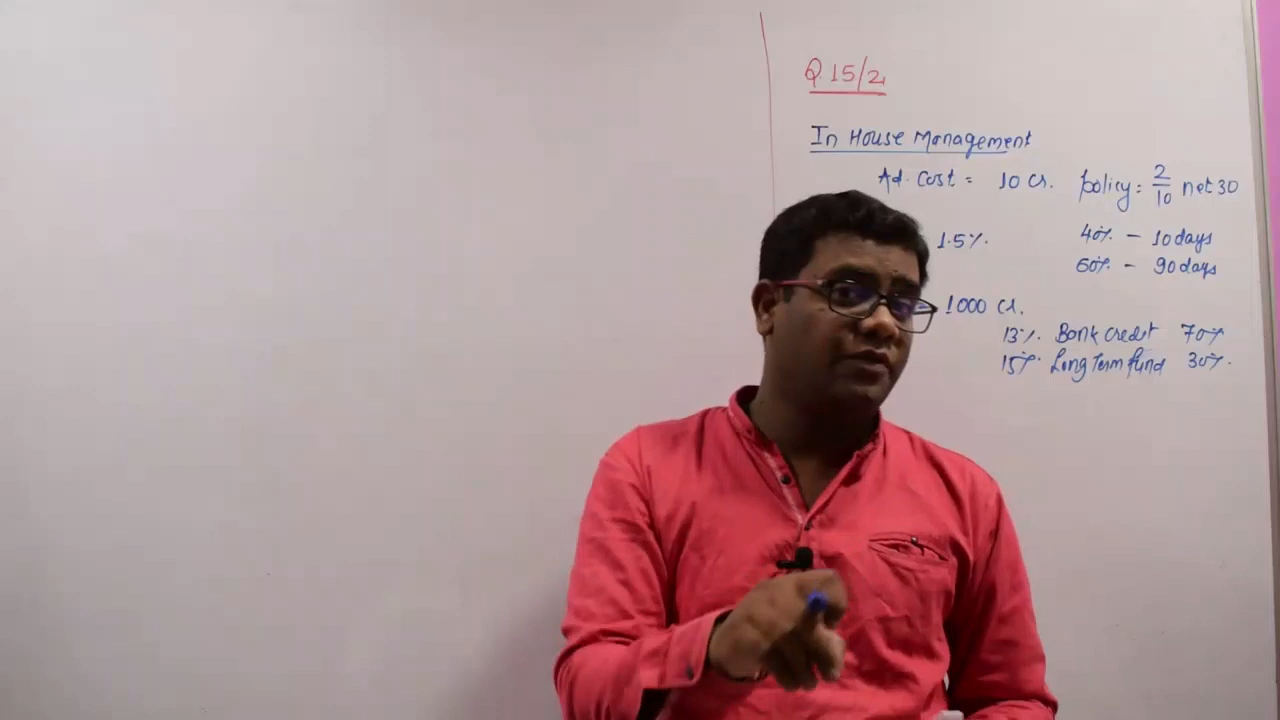 Q.15/2
In House Management
Ad. Cost = 10 Cr. Policy = 2/10 net 30
1.5%. 40% - 10 days
60% - 90 days
1000 Cr.
13%. Bank credit 70%
15% Long Term fund 30%.